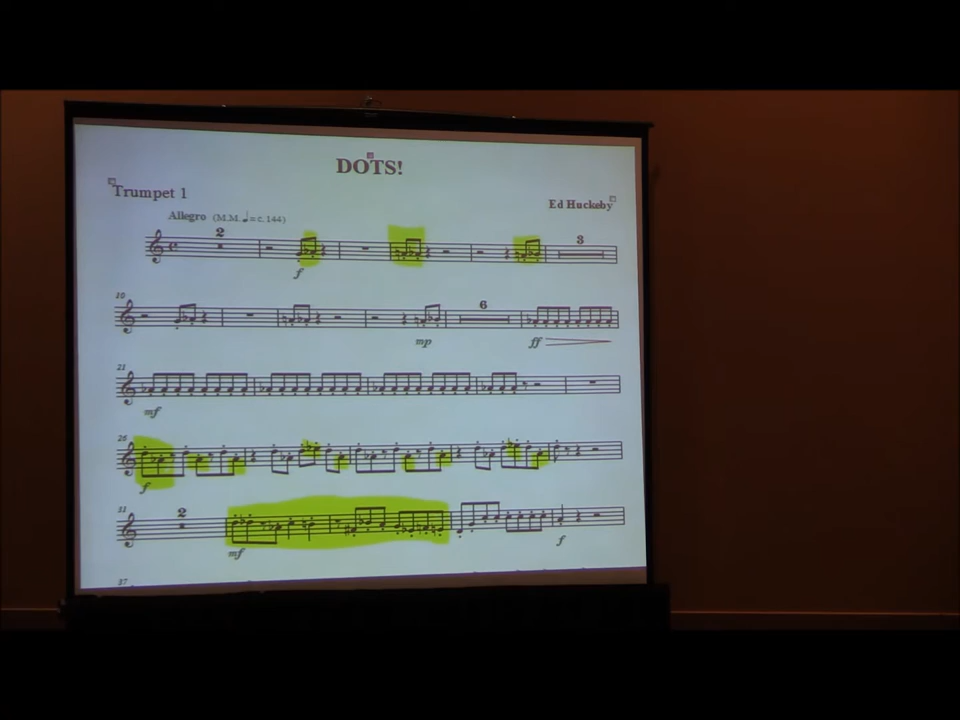 DOTS!
Trumpet 1
Ed Huckeby
Allegro (M.M. ♩= c. 144)
2
3
f
10
6
mp
ff
21
mf
26
f
31
2
mf
f
37